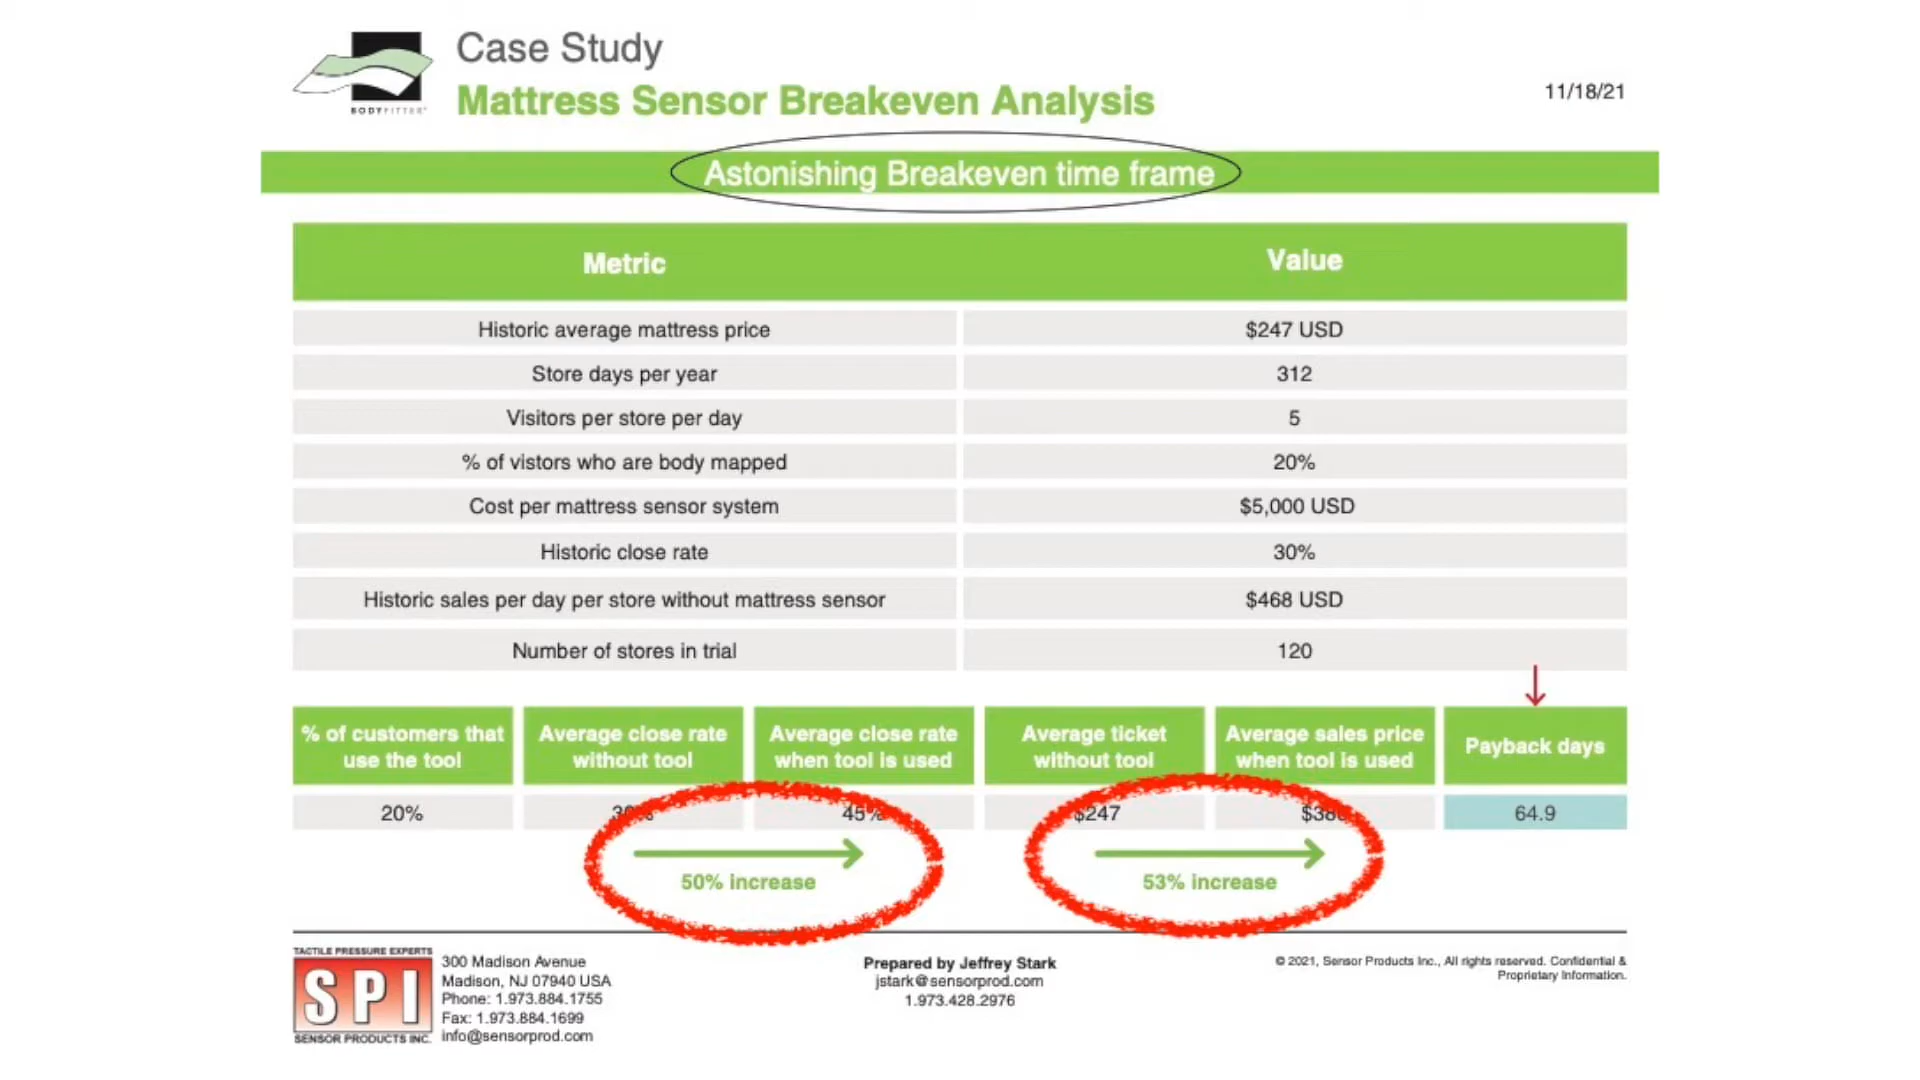 Case Study
BODYFITTER
Mattress Sensor Breakeven Analysis
11/18/21
Astonishing Breakeven time frame
Metric Value
Historic average mattress price $247 USD
Store days per year 312
Visitors per store per day 5
% of vistors who are body mapped 20%
Cost per mattress sensor system $5,000 USD
Historic close rate 30%
Historic sales per day per store without mattress sensor $468 USD
Number of stores in trial 120
% of customers that
use the tool
Average close rate
without tool
Average close rate
when tool is used
Average ticket
without tool
Average sales price
when tool is used
Payback days
20% 45% $247 64.9
50% increase
53% increase
TACTILE PRESSURE EXPERTS
SPI
SENSOR PRODUCTS INC.
300 Madison Avenue
Madison, NJ 07940 USA
Phone: 1.973.884.1755
Fax: 1.973.884.1699
info@sensorprod.com
Prepared by Jeffrey Stark
jstark@sensorprod.com
1.973.428.2976
© 2021, Sensor Products Inc., All rights reserved. Confidential &
Proprietary Information.